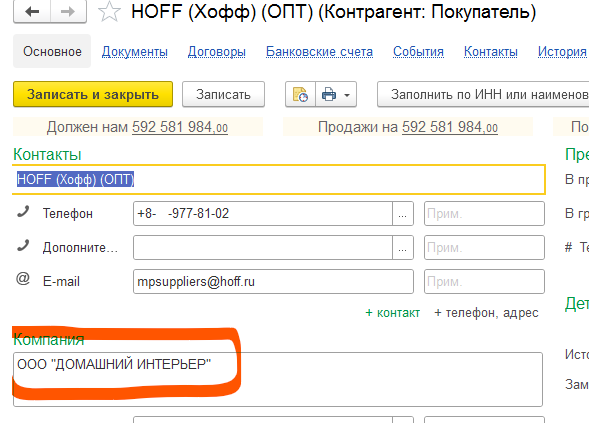 HOFF (Хофф) (ОПТ) (Контрагент: Покупатель)
Основное Документы Договоры Банковские счета События Контакты История
Записать и закрыть Записать Заполнить по ИНН или наименов
Должен нам 592 581 984,00 Продажи на 592 581 984,00 По
Контакты Пре
HOFF (Хофф) (ОПТ) В пр
Телефон +8- -977-81-02 ... Прим. В гр
Дополните... ... Прим. # Те
@ E-mail mpsuppliers@hoff.ru Прим.
+ контакт + телефон, адрес
Дет
Компания
ООО "ДОМАШНИЙ ИНТЕРЬЕР" Исто
Зам